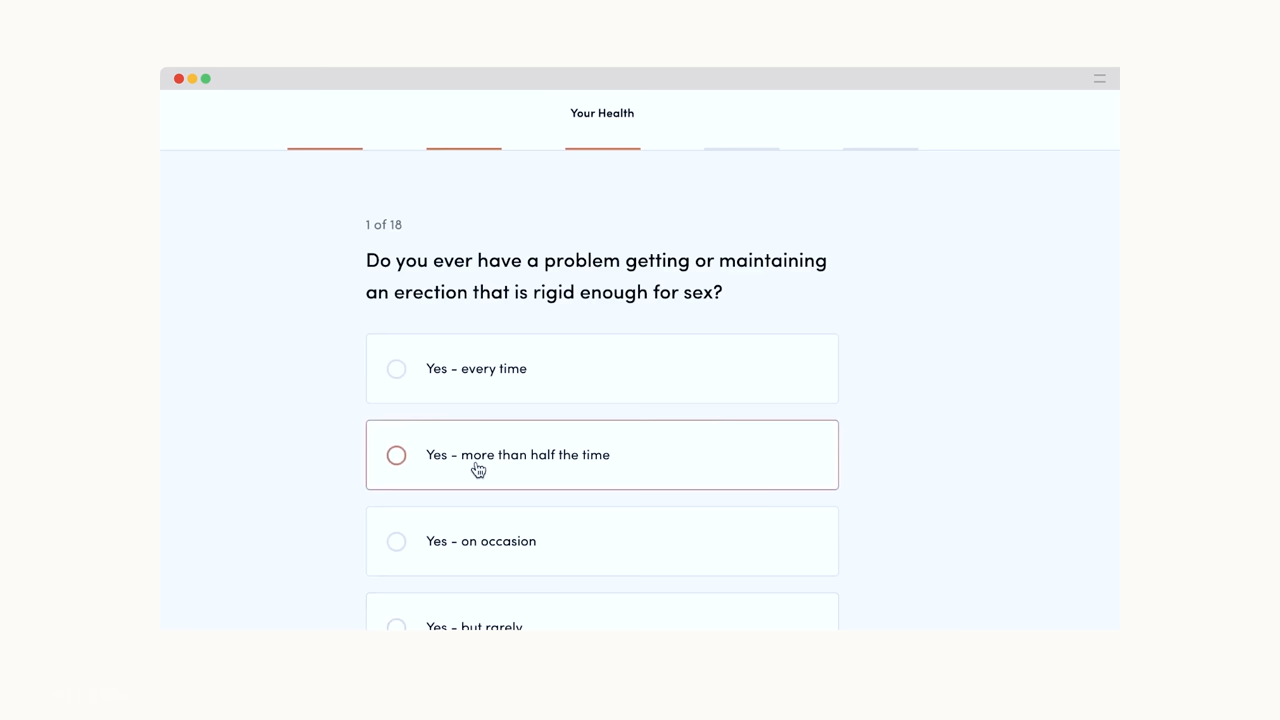 Your Health
1 of 18
Do you ever have a problem getting or maintaining
an erection that is rigid enough for sex?
Yes - every time
Yes - more than half the time
Yes - on occasion
Yes - but rarely